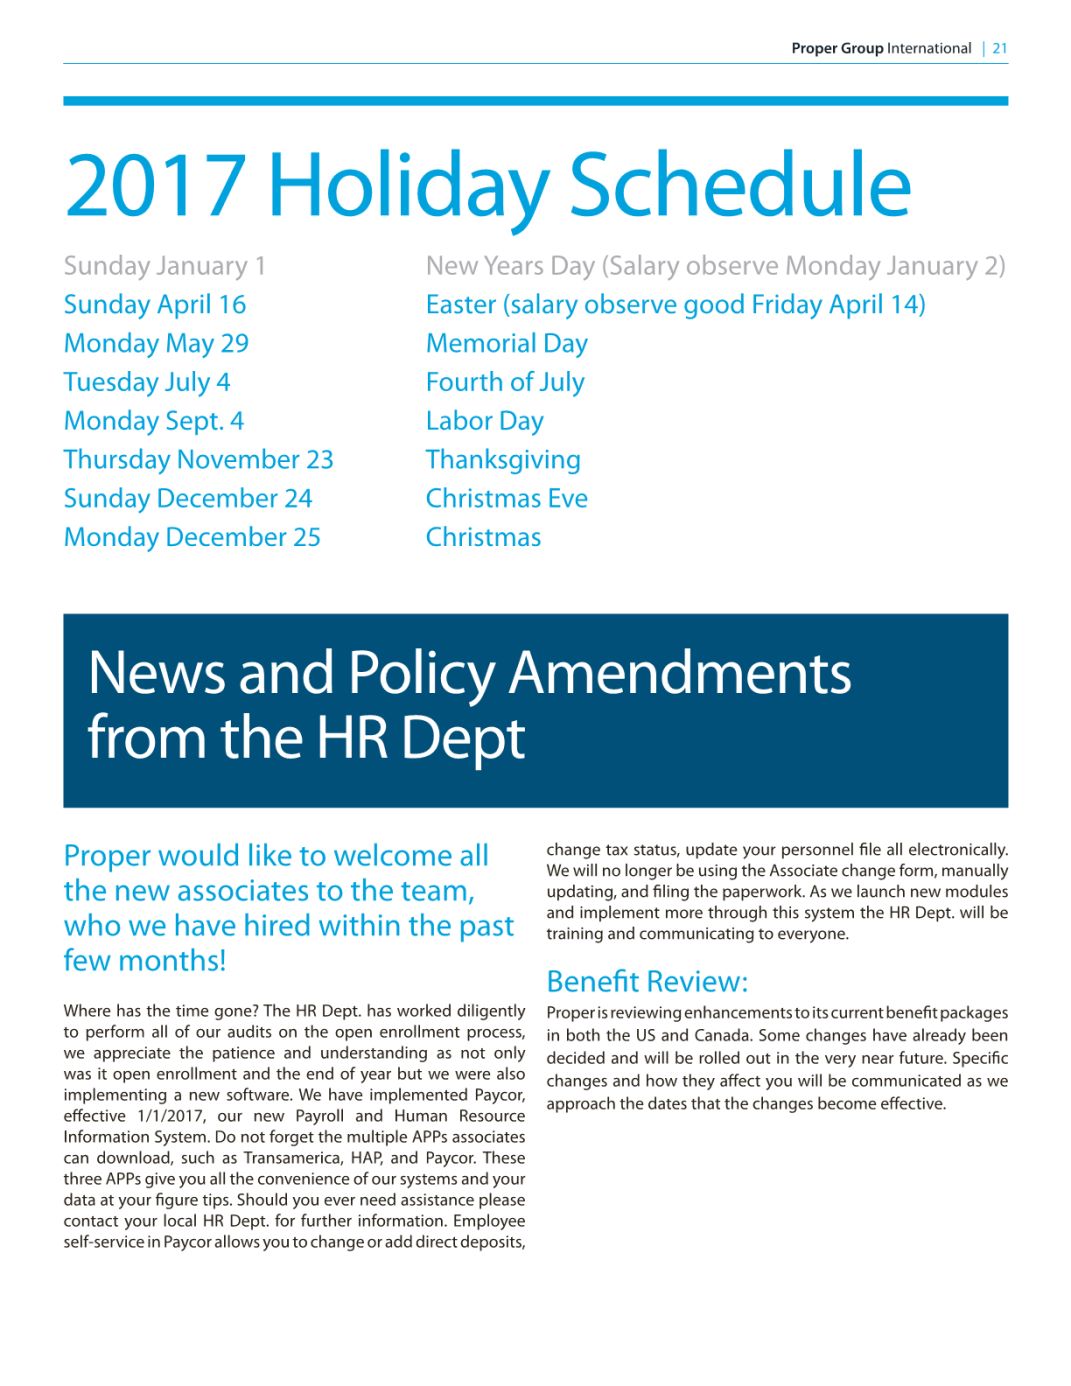 Proper Group International | 21
2017 Holiday Schedule
Sunday January 1 New Years Day (Salary observe Monday January 2)
Sunday April 16 Easter (salary observe good Friday April 14)
Monday May 29 Memorial Day
Tuesday July 4 Fourth of July
Monday Sept. 4 Labor Day
Thursday November 23 Thanksgiving
Sunday December 24 Christmas Eve
Monday December 25 Christmas
News and Policy Amendments
from the HR Dept
Proper would like to welcome all
the new associates to the team,
who we have hired within the past
few months!
Where has the time gone? The HR Dept. has worked diligently
to perform all of our audits on the open enrollment process,
we appreciate the patience and understanding as not only
was it open enrollment and the end of year but we were also
implementing a new software. We have implemented Paycor,
effective 1/1/2017, our new Payroll and Human Resource
Information System. Do not forget the multiple APPs associates
can download, such as Transamerica, HAP, and Paycor. These
three APPs give you all the convenience of our systems and your
data at your figure tips. Should you ever need assistance please
contact your local HR Dept. for further information. Employee
self-service in Paycor allows you to change or add direct deposits,
change tax status, update your personnel file all electronically.
We will no longer be using the Associate change form, manually
updating, and filing the paperwork. As we launch new modules
and implement more through this system the HR Dept. will be
training and communicating to everyone.
Benefit Review:
Proper is reviewing enhancements to its current benefit packages
in both the US and Canada. Some changes have already been
decided and will be rolled out in the very near future. Specific
changes and how they affect you will be communicated as we
approach the dates that the changes become effective.